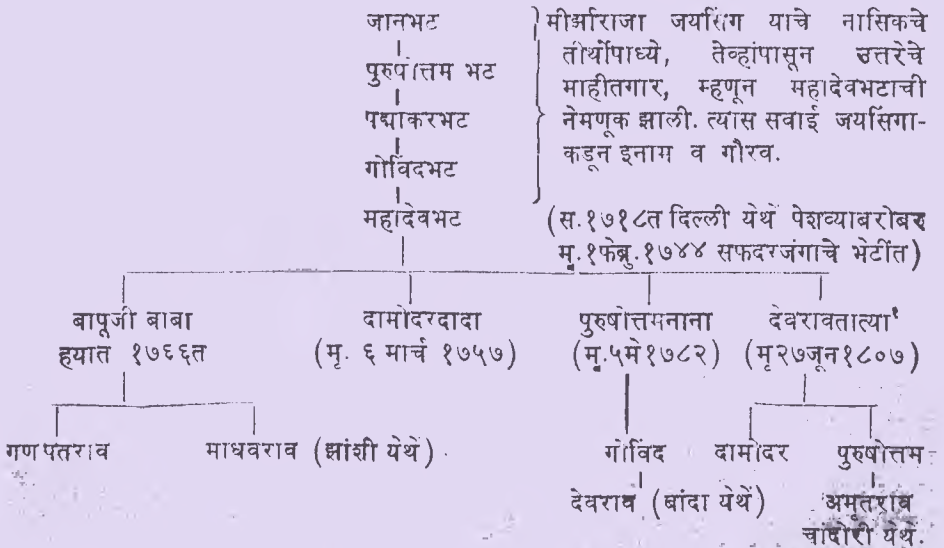 जानभट
पुरुषोत्तम भट
पद्माकरभट
गोविंदभट
महादेवभट
मीर्झाराजा जयसिंग याचे नासिकचे
तीर्थोपाध्ये, तेव्हांपासून उत्तरेचे
माहीतगार, म्हणून महादेवभटाची
नेमणूक झाली. त्यास सवाई जयसिंगा-
कडून इनाम व गौरव.
(स.१७१८त दिल्ली येथें पेशव्याबरोबर
मृ.१फेब्रु.१७४४ सफदरजंगाचे भेटींत)
बापूजी बाबा
हयात १७६६त
दामोदरदादा
(मृ. ६ मार्च १७५७)
पुरुषोत्तमनाना
(मृ.५मे१७८२)
देवरावतात्या¹
(मृ२७जून१८०७)
गणपतराव
माधवराव (झांशी येथें)
गोविंद
दामोदर
पुरुषोत्तम
देवराव (बांदा येथें)
अमृतराव
चांदोरी येथें.